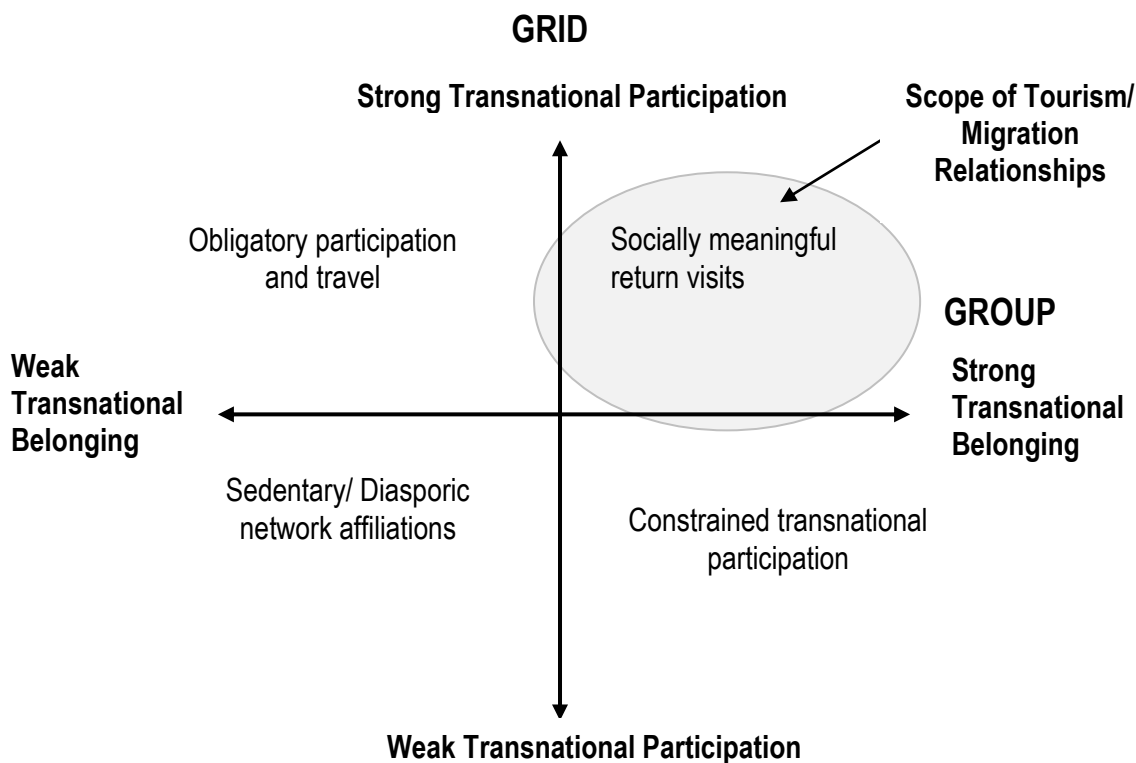 GRID
Strong Transnational Participation
Scope of Tourism/
Migration
Relationships
Obligatory participation
and travel
Socially meaningful
return visits
GROUP
Weak
Transnational
Belonging
Strong
Transnational
Belonging
Sedentary/ Diasporic
network affiliations
Constrained transnational
participation
Weak Transnational Participation